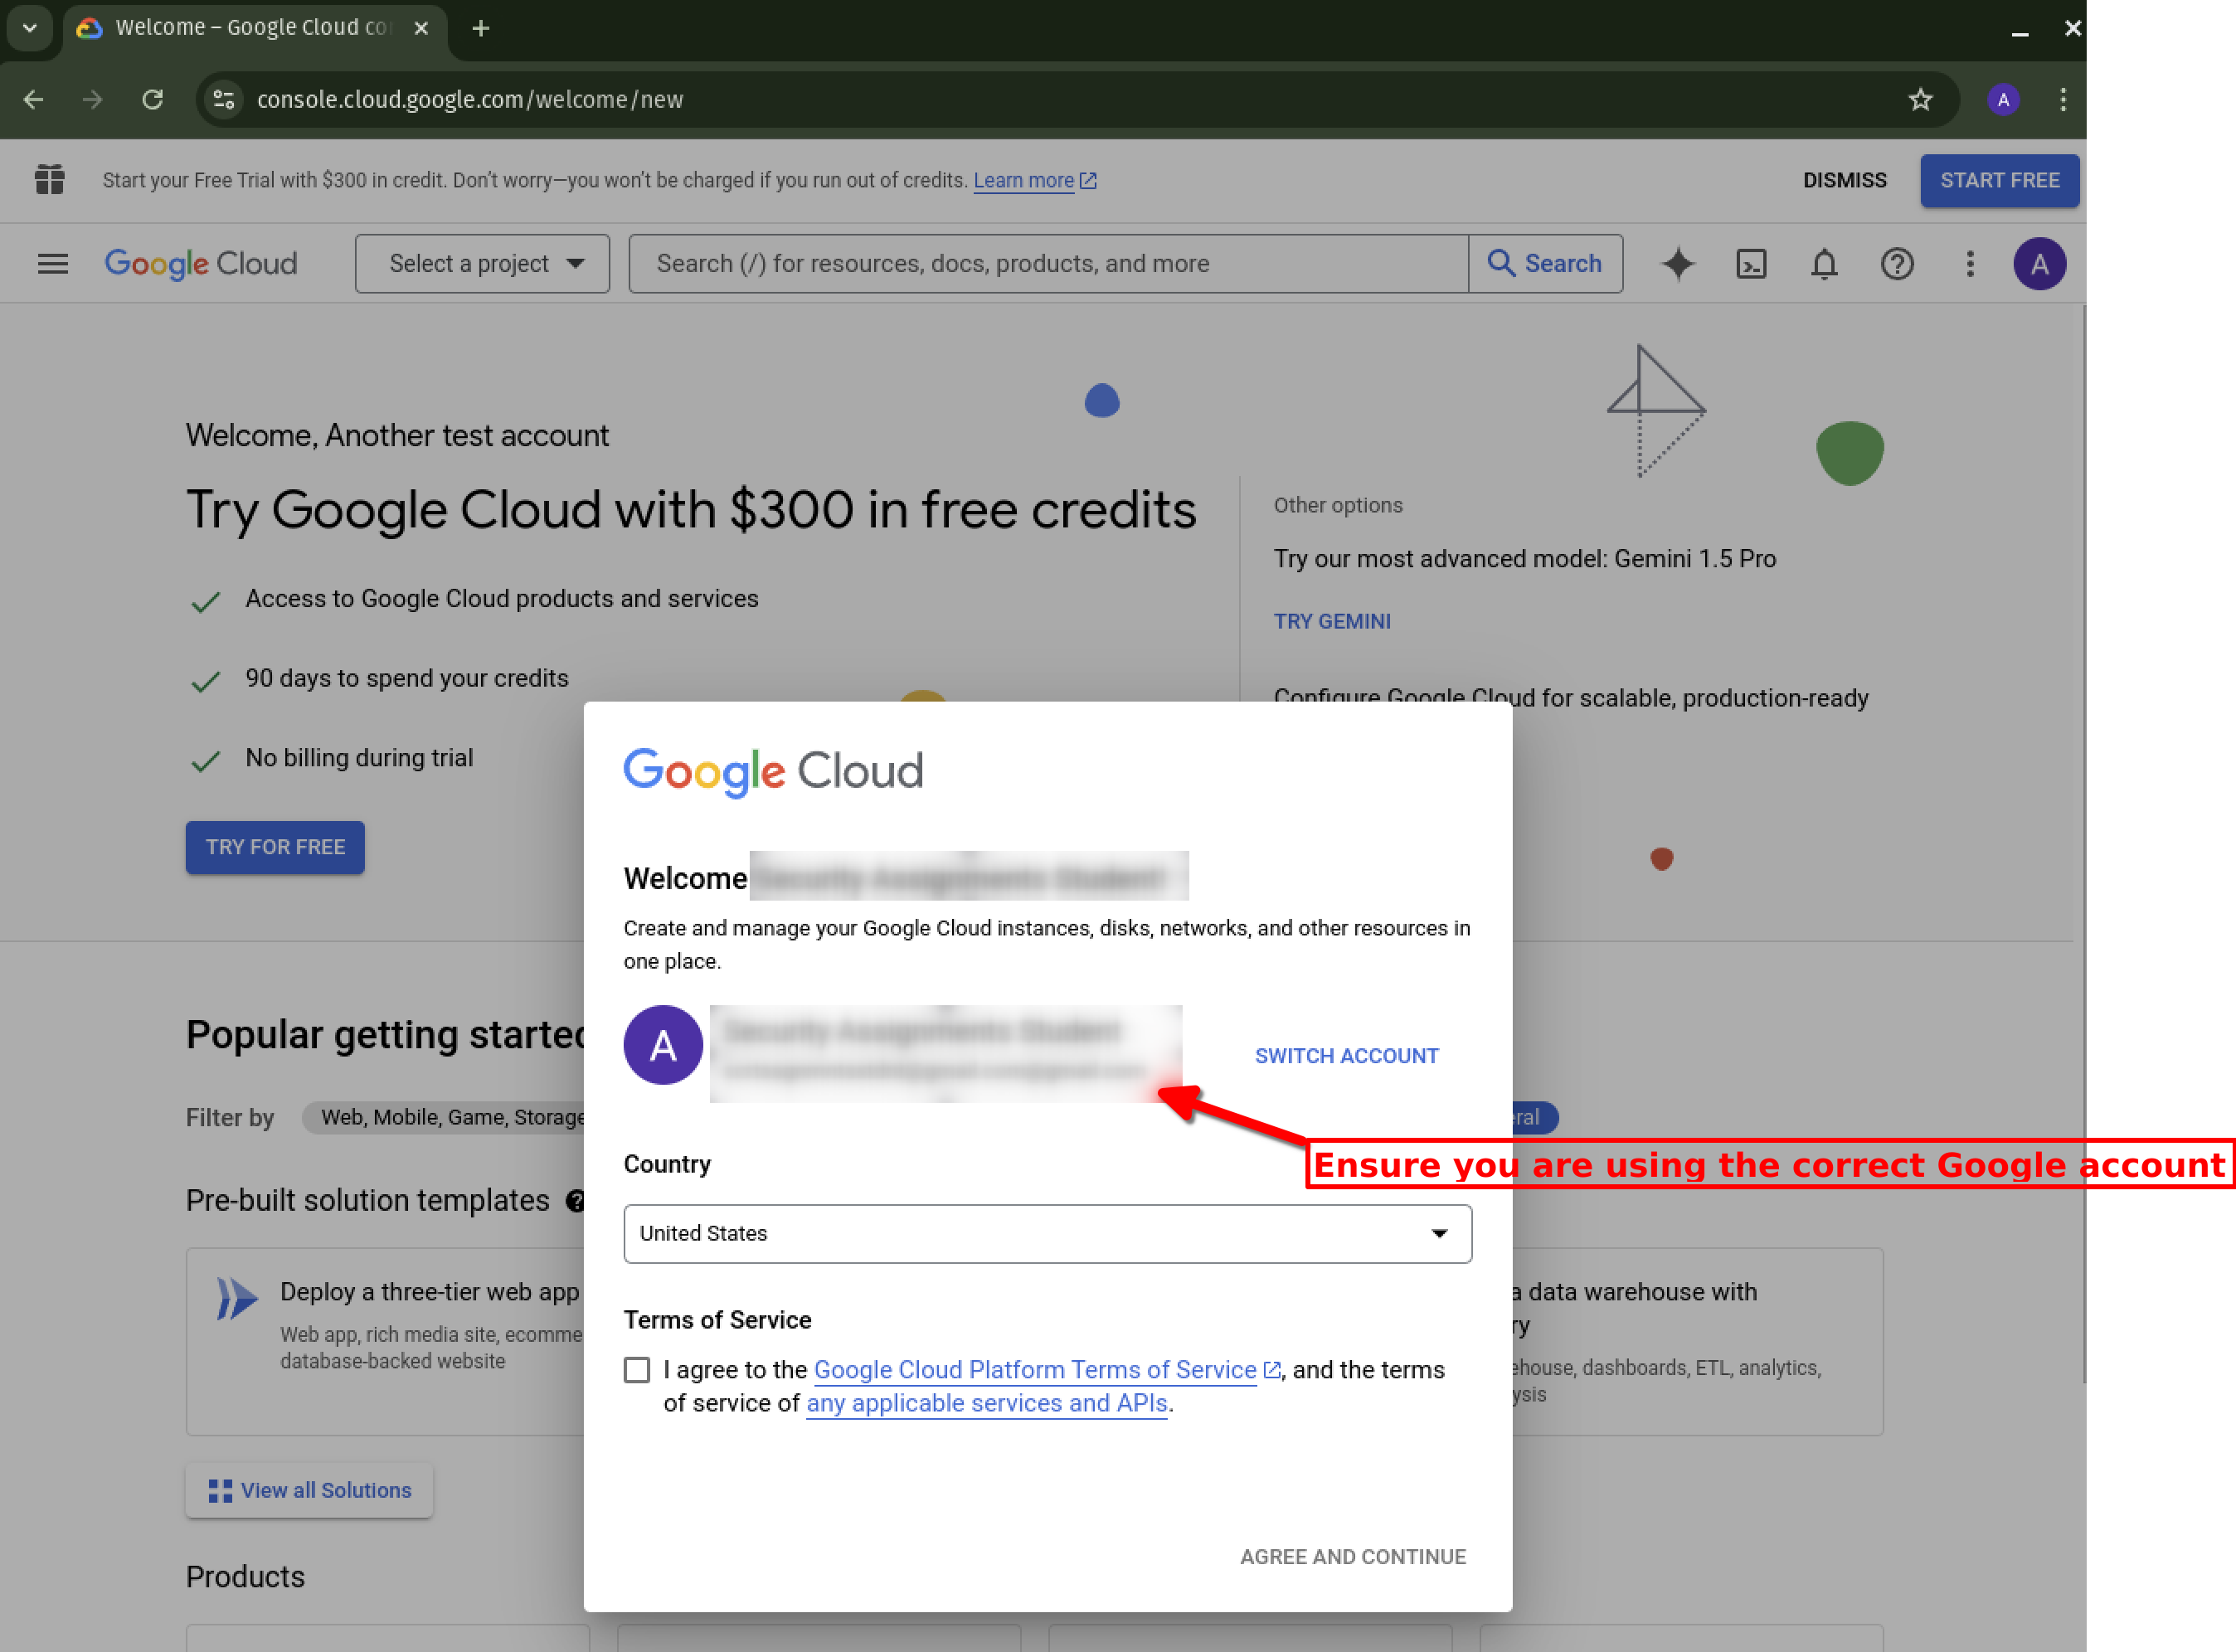 Welcome – Google Cloud co
console.cloud.google.com/welcome/new
A
Start your Free Trial with $300 in credit. Don't worry—you won't be charged if you run out of credits. Learn more
DISMISS
START FREE
Google Cloud
Select a project
Search (/) for resources, docs, products, and more
Search
A
Welcome, Another test account
Try Google Cloud with $300 in free credits
Access to Google Cloud products and services
90 days to spend your credits
No billing during trial
TRY FOR FREE
Other options
Try our most advanced model: Gemini 1.5 Pro
TRY GEMINI
Configure Google Cloud for scalable, production-ready
Google Cloud
Welcome
Create and manage your Google Cloud instances, disks, networks, and other resources in
one place.
A
SWITCH ACCOUNT
Ensure you are using the correct Google account
Country
United States
Terms of Service
I agree to the Google Cloud Platform Terms of Service, and the terms
of service of any applicable services and APIs.
AGREE AND CONTINUE
Popular getting started
Filter by
Web, Mobile, Game, Storage
eral
Pre-built solution templates
Deploy a three-tier web app
Web app, rich media site, ecomme
database-backed website
a data warehouse with
ry
ehouse, dashboards, ETL, analytics,
ysis
View all Solutions
Products